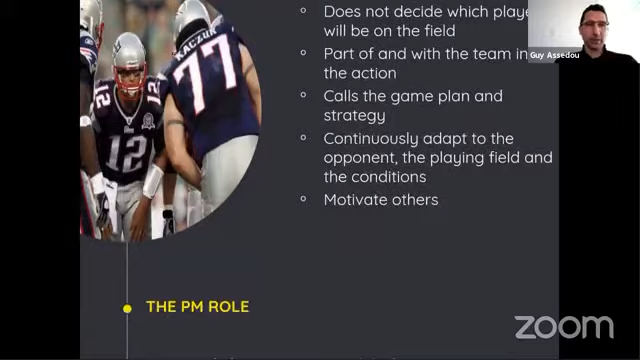 Does not decide which playe
will be on the field
Part of and with the team in
the action
Calls the game plan and
strategy
Continuously adapt to the
opponent, the playing field and
the conditions
Motivate others
THE PM ROLE
Guy Assedou
KACZUR
77
12
12
zoom